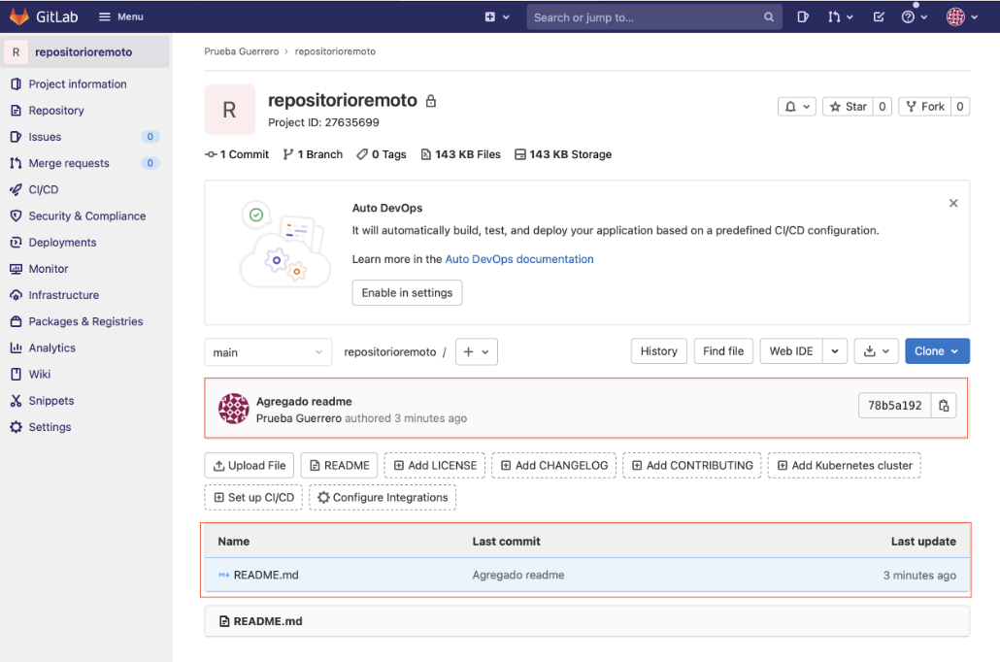 GitLab Menu Search or jump to...
R repositorioremoto
Project information
Repository
Issues 0
Merge requests 0
CI/CD
Security & Compliance
Deployments
Monitor
Infrastructure
Packages & Registries
Analytics
Wiki
Snippets
Settings
Prueba Guerrero > repositorioremoto
R
repositorioremoto
Project ID: 27635699
Star 0 Fork 0
1 Commit 1 Branch 0 Tags 143 KB Files 143 KB Storage
Auto DevOps
It will automatically build, test, and deploy your application based on a predefined CI/CD configuration.
Learn more in the Auto DevOps documentation
Enable in settings
main repositorioremoto / + History Find file Web IDE Clone
Agregado readme
Prueba Guerrero authored 3 minutes ago
78b5a192
Upload File README Add LICENSE Add CHANGELOG Add CONTRIBUTING Add Kubernetes cluster
Set up CI/CD Configure Integrations
Name Last commit Last update
M+ README.md Agregado readme 3 minutes ago
README.md